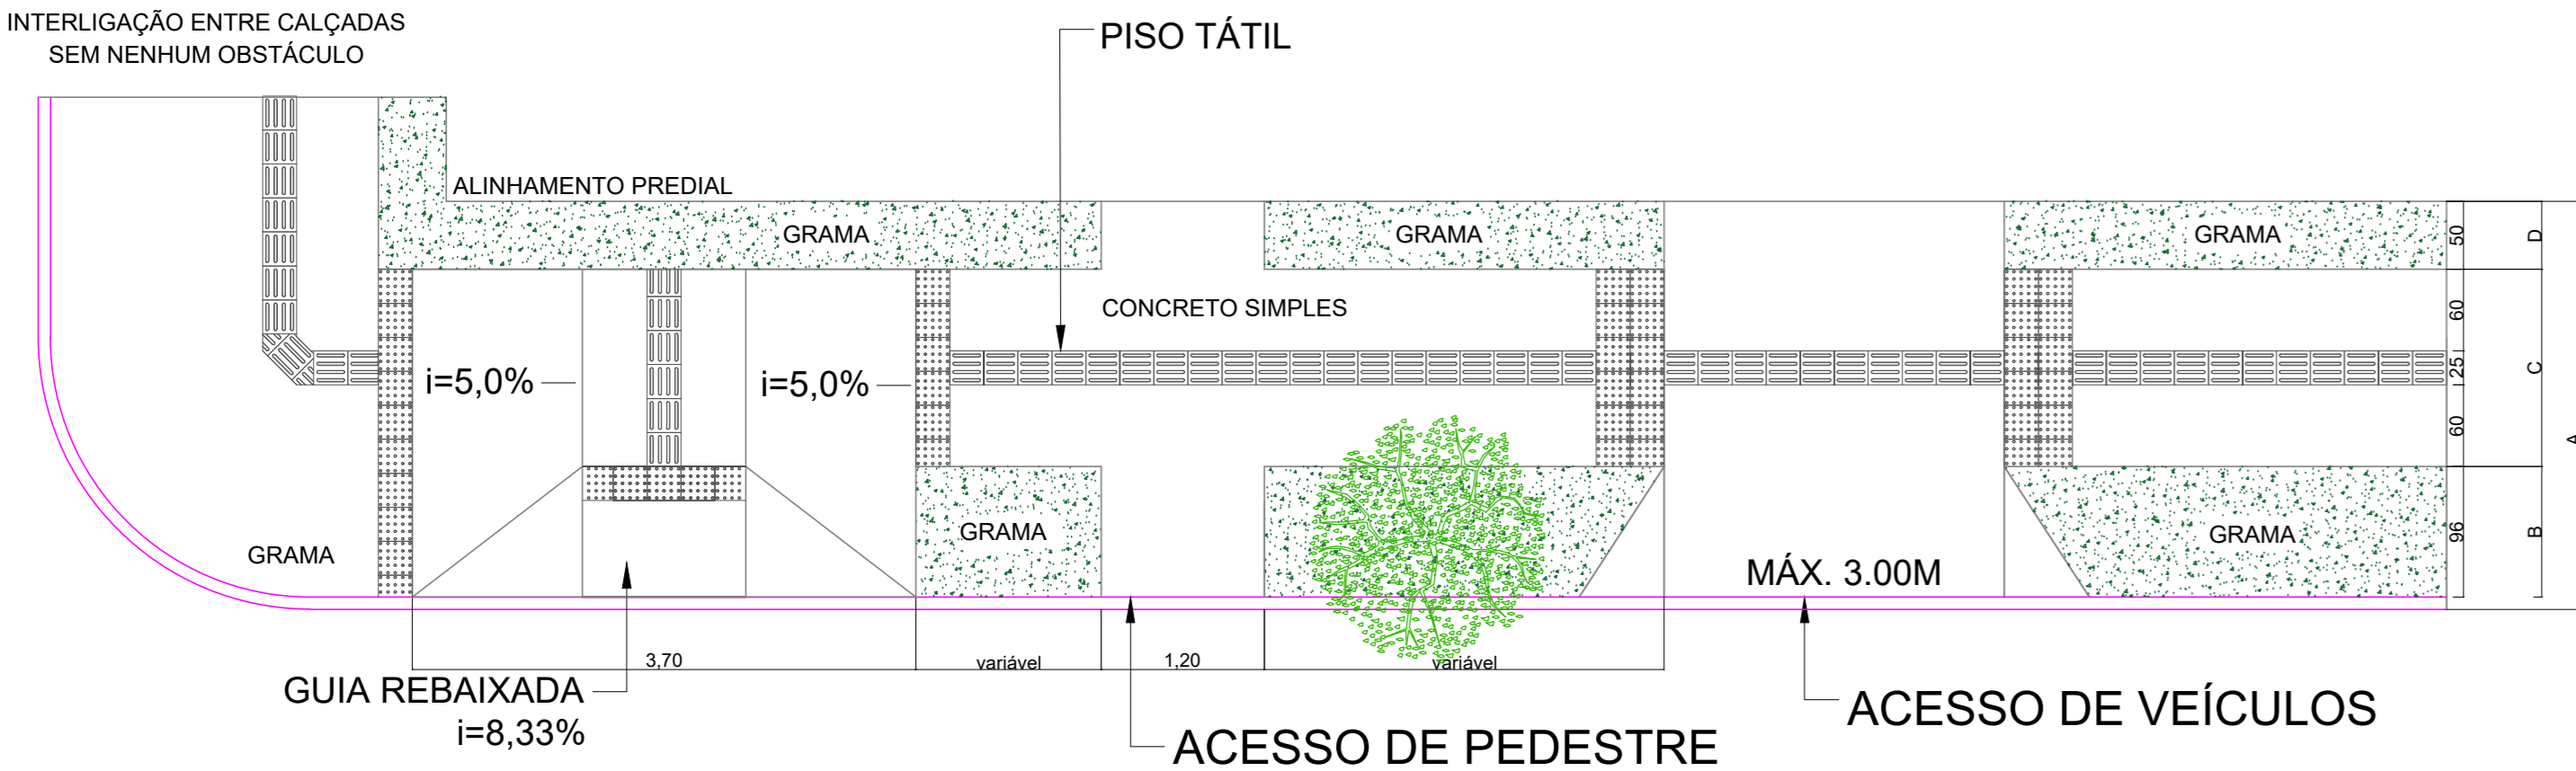 INTERLIGAÇÃO ENTRE CALÇADAS
SEM NENHUM OBSTÁCULO
PISO TÁTIL
ALINHAMENTO PREDIAL
GRAMA
GRAMA
GRAMA
50
D
CONCRETO SIMPLES
60
i=5,0%
i=5,0%
25
C
60
A
GRAMA
GRAMA
GRAMA
96
B
MÁX. 3.00M
3,70
variável
1,20
variável
GUIA REBAIXADA
i=8,33%
ACESSO DE PEDESTRE
ACESSO DE VEÍCULOS